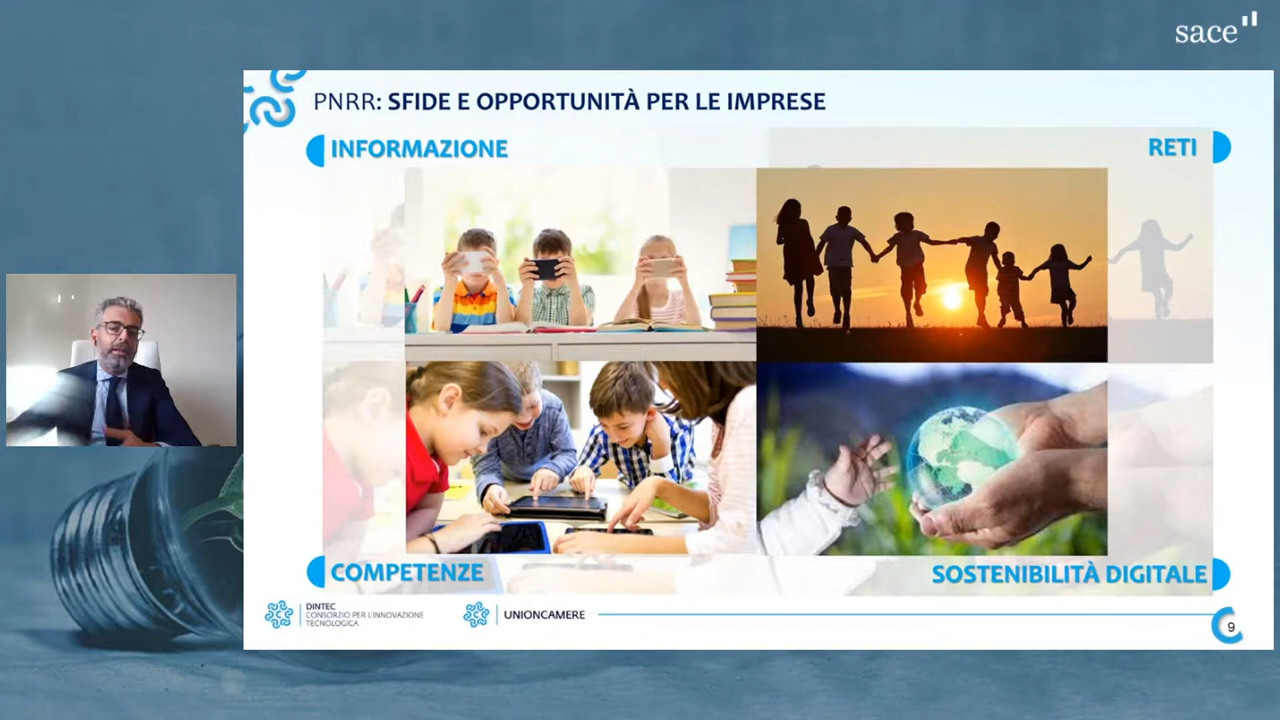 sace
PNRR: SFIDE E OPPORTUNITÀ PER LE IMPRESE
INFORMAZIONE
RETI
COMPETENZE
SOSTENIBILITÀ DIGITALE
DINTEC
CONSORZIO PER L'INNOVAZIONE
TECNOLOGICA
UNIONCAMERE
9